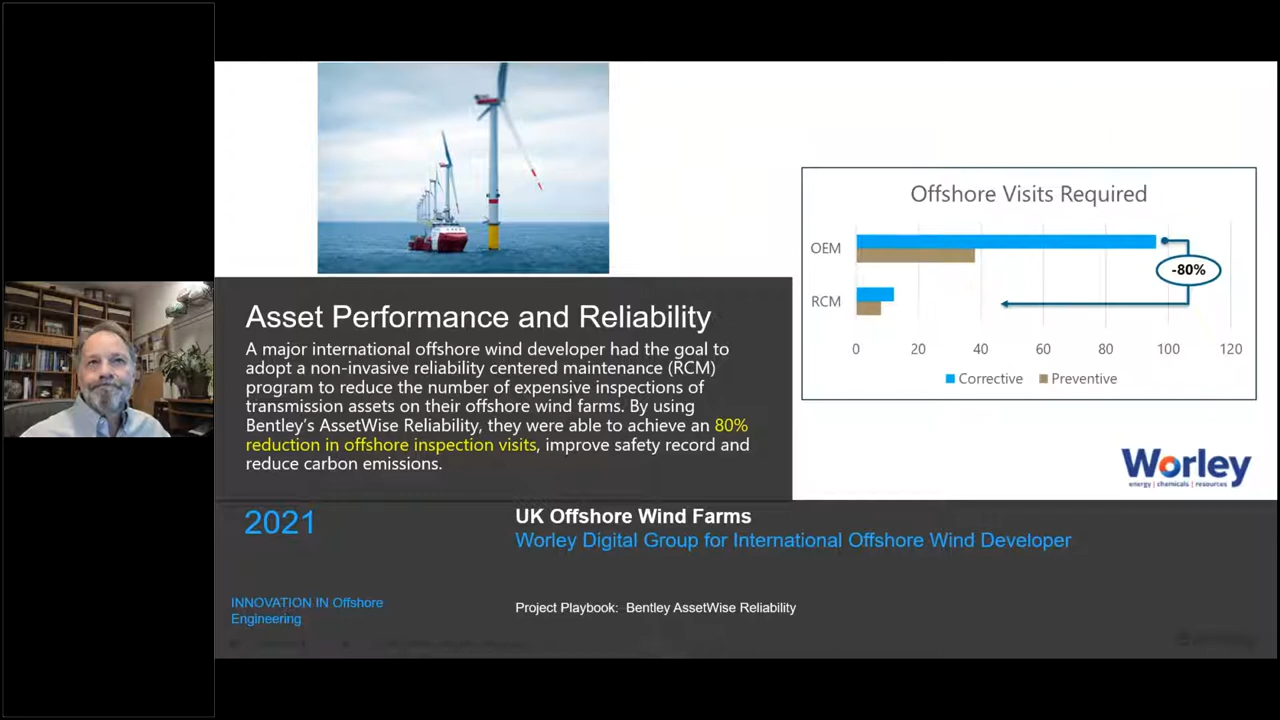 Offshore Visits Required
OEM
RCM
-80%
0 20 40 60 80 100 120
Corrective Preventive
Asset Performance and Reliability
A major international offshore wind developer had the goal to
adopt a non-invasive reliability centered maintenance (RCM)
program to reduce the number of expensive inspections of
transmission assets on their offshore wind farms. By using
Bentley's AssetWise Reliability, they were able to achieve an 80%
reduction in offshore inspection visits, improve safety record and
reduce carbon emissions.
Worley
energy | chemicals | resources
2021
UK Offshore Wind Farms
Worley Digital Group for International Offshore Wind Developer
INNOVATION IN Offshore
Engineering
Project Playbook: Bentley AssetWise Reliability